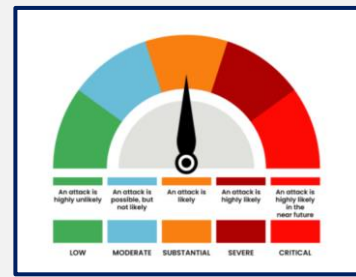 An attack is
highly unlikely
An attack is
possible, but
not likely
An attack is
likely
An attack is
highly likely
An attack is
highly likely
in the
near future
LOW
MODERATE
SUBSTANTIAL
SEVERE
CRITICAL